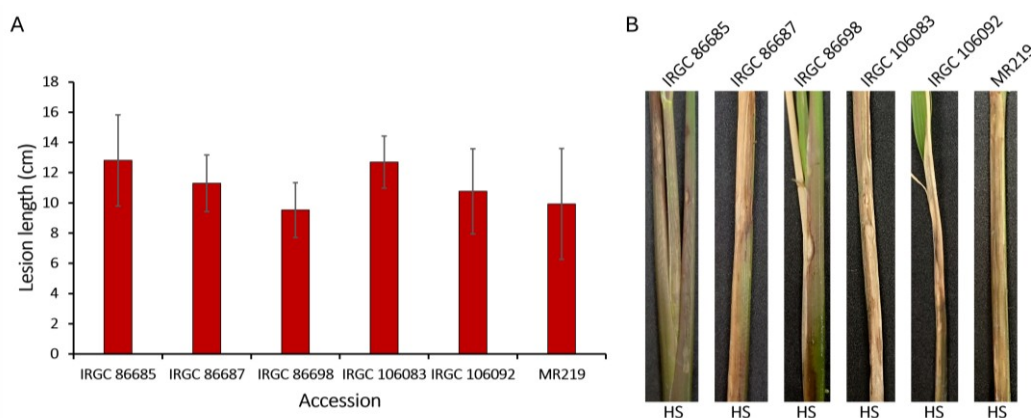 A
Lesion length (cm)
18
16
14
12
10
8
6
4
2
0
IRGC 86685 IRGC 86687 IRGC 86698 IRGC 106083 IRGC 106092 MR219
Accession
B
IRGC 86685 IRGC 86687 IRGC 86698 IRGC 106083 IRGC 106092 MR219
HS HS HS HS HS HS